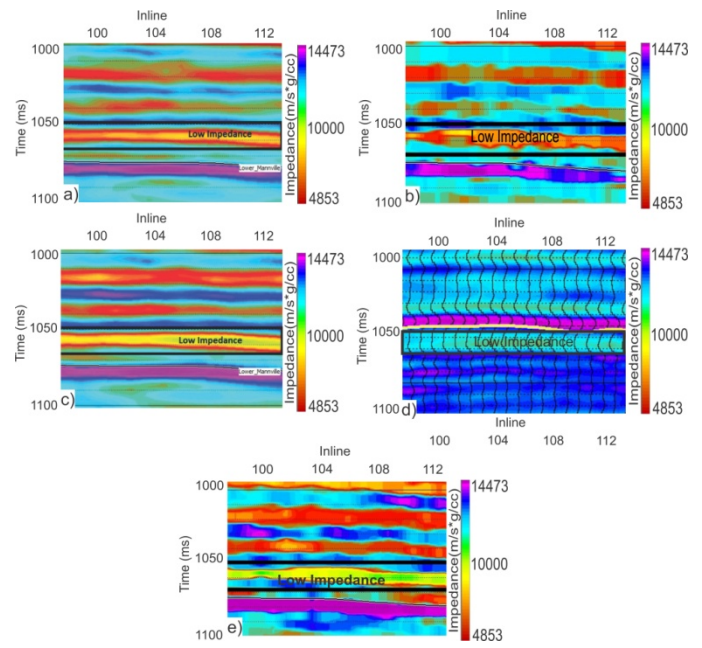 Inline
Inline
100 104 108 112
100 104 108 112
1000
1050
1100
Time (ms)
Low Impedance
Lower_Mannville
a)
14473
10000
4853
Impedance(m/s*g/cc)
1000
1050
1100
Time (ms)
Low Impedance
b)
14473
10000
4853
Impedance(m/s*g/cc)
Inline
Inline
100 104 108 112
100 104 108 112
1000
1050
1100
Time (ms)
Low Impedance
Lower_Mannville
c)
14473
10000
4853
Impedance(m/s*g/cc)
1000
1050
1100
Time (ms)
Low Impedance
d)
14473
10000
4853
Impedance(m/s*g/cc)
Inline
100 104 108 112
Inline
100 104 108 112
1000
1050
1100
Time (ms)
Low Impedance
e)
14473
10000
4853
Impedance(m/s*g/cc)